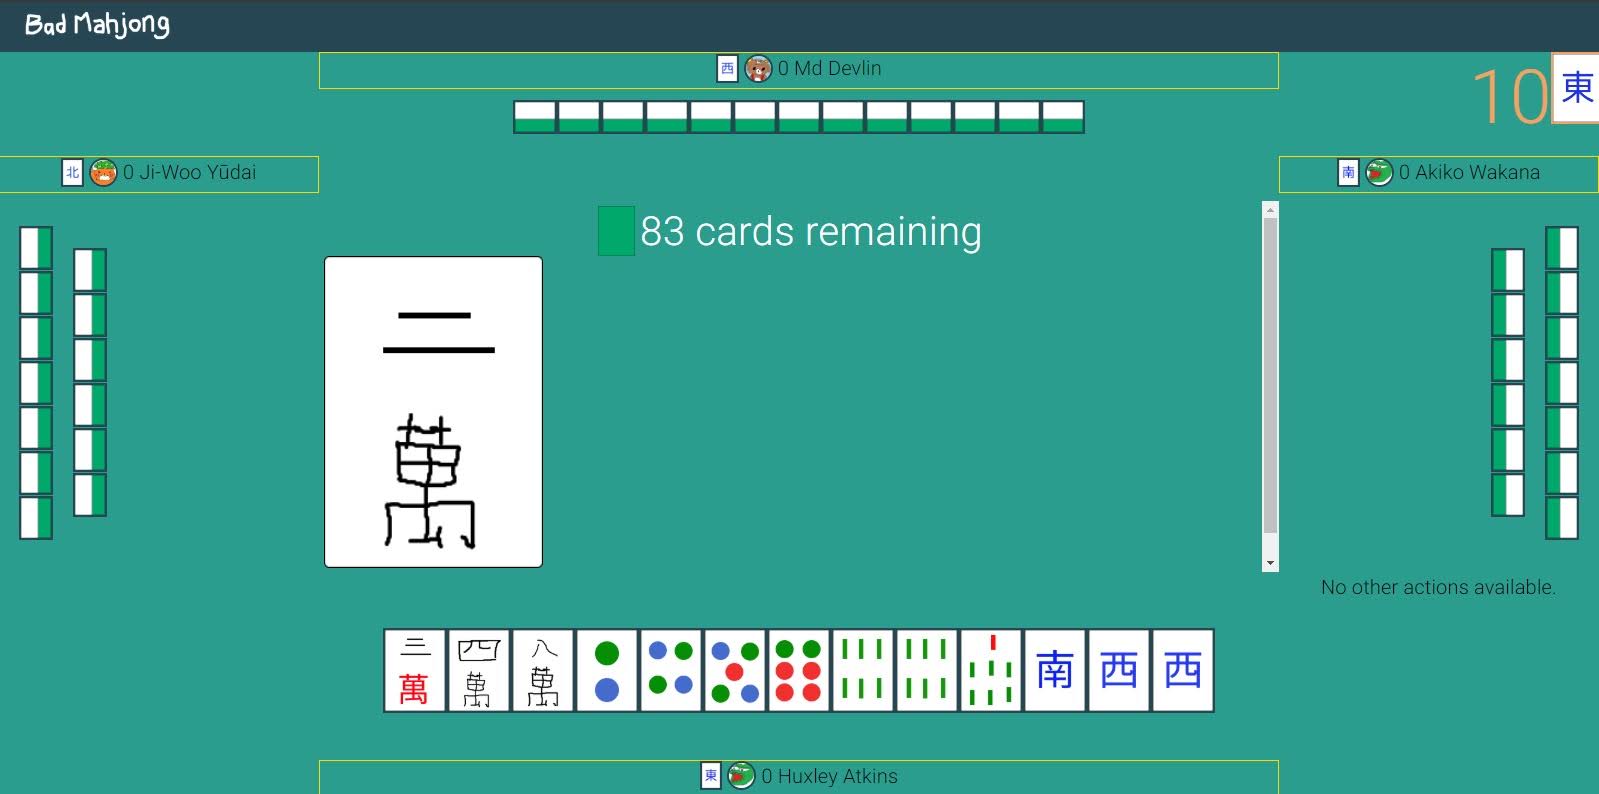 Bad Mahjong
西 0 Md Devlin
10 東
北 0 Ji-Woo Yūdai
南 0 Akiko Wakana
83 cards remaining
二
萬
No other actions available.
三 四 八
萬 萬 萬 南 西 西
東 0 Huxley Atkins